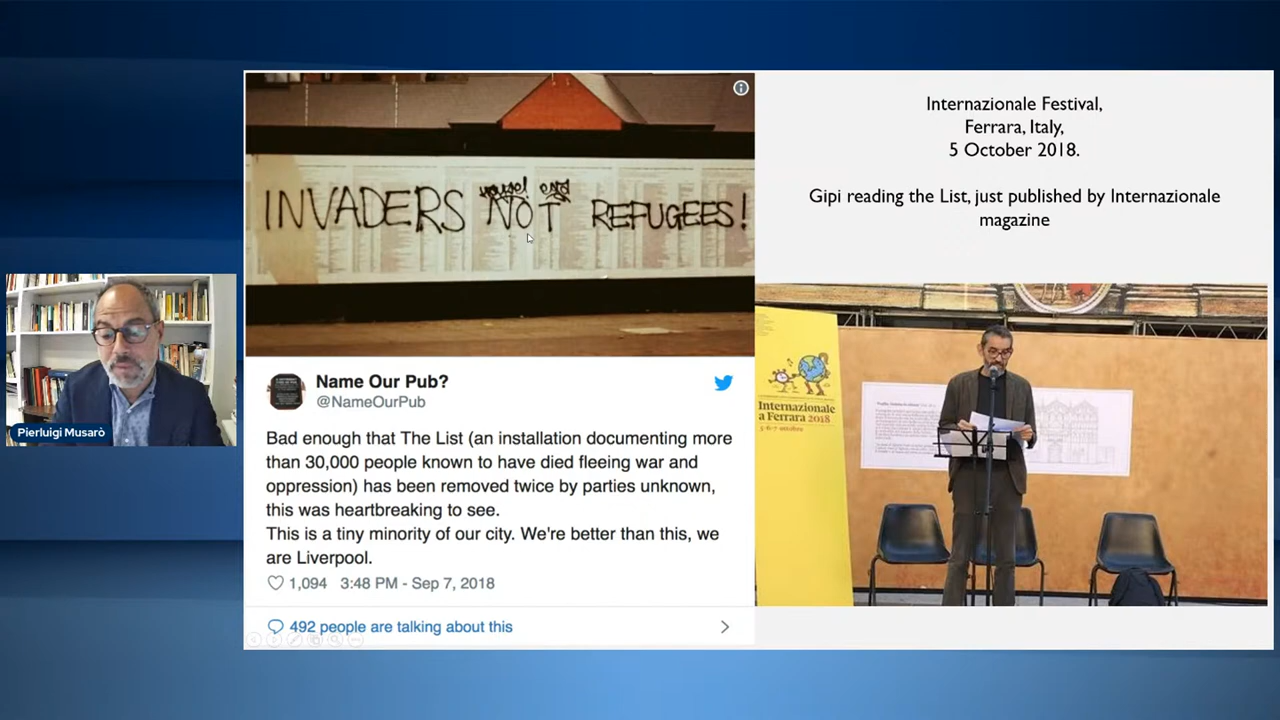 INVADERS NOT REFUGEES!
Name Our Pub?
@NameOurPub
Bad enough that The List (an installation documenting more
than 30,000 people known to have died fleeing war and
oppression) has been removed twice by parties unknown,
this was heartbreaking to see.
This is a tiny minority of our city. We're better than this, we
are Liverpool.
1,094 3:48 PM - Sep 7, 2018
492 people are talking about this
Internazionale Festival,
Ferrara, Italy,
5 October 2018.
Gipi reading the List, just published by Internazionale
magazine
Internazionale
a Ferrara 2018
5·6·7 ottobre
Pierluigi Musarò